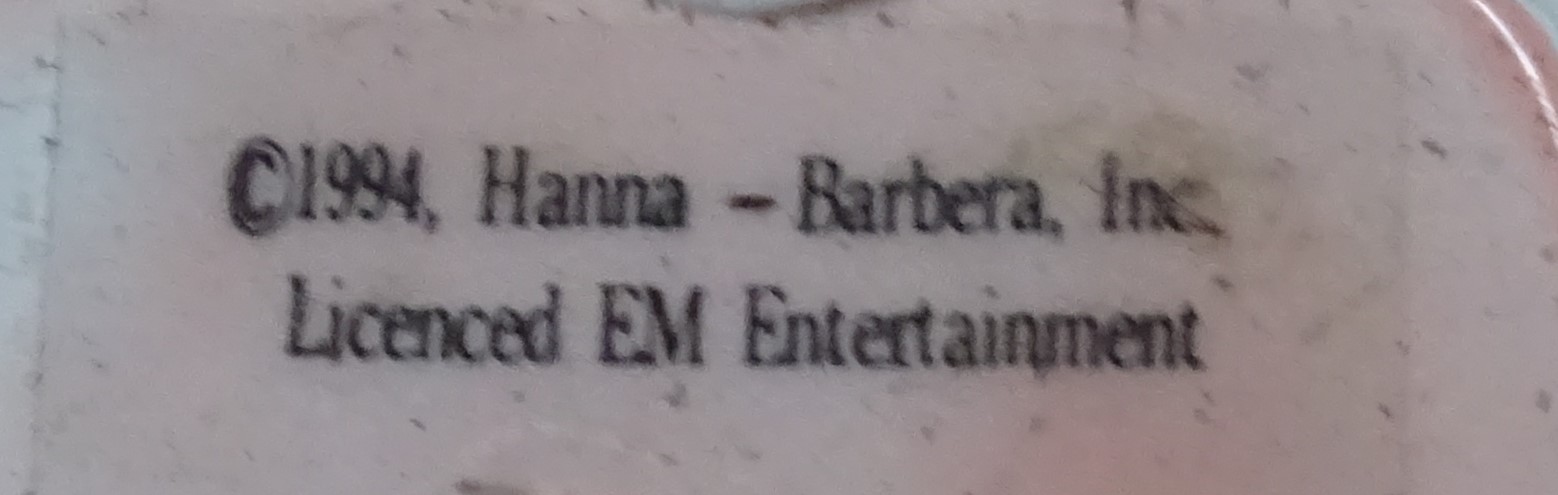 ©1994, Hanna - Barbera, Inc.
Licenced EM Entertainment